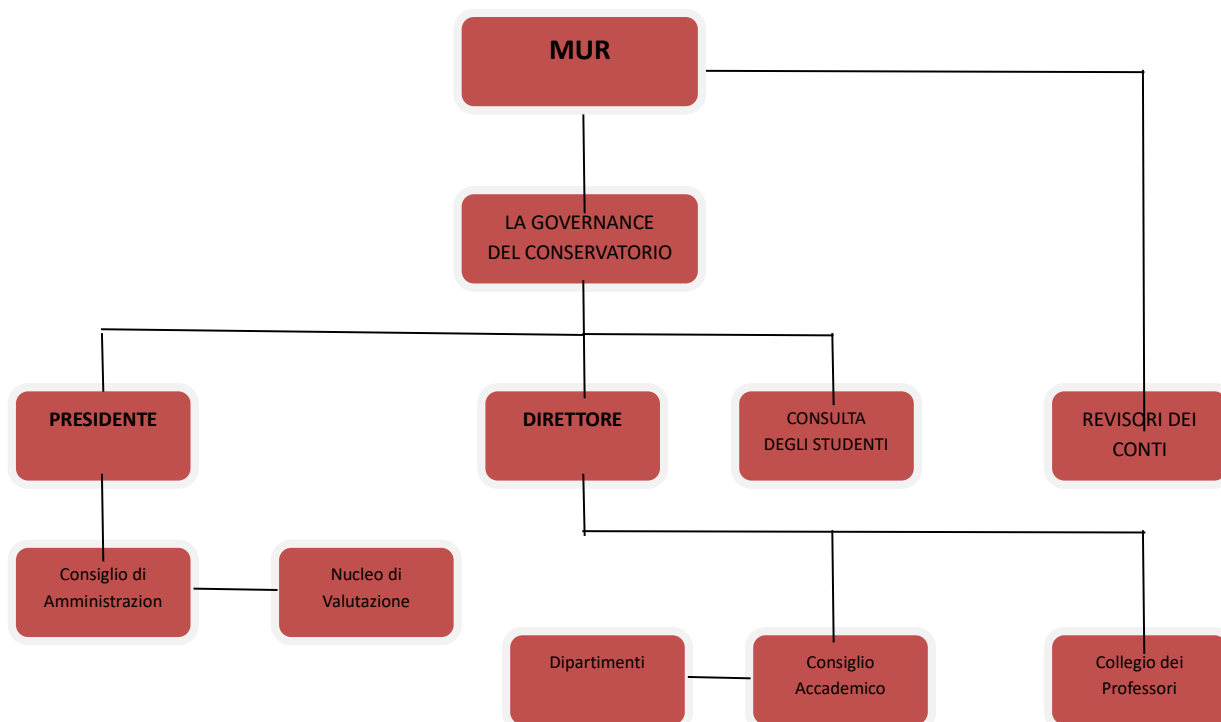 MUR
LA GOVERNANCE
DEL CONSERVATORIO
PRESIDENTE
DIRETTORE
CONSULTA
DEGLI STUDENTI
REVISORI DEI
CONTI
Consiglio di
Amministrazion
Nucleo di
Valutazione
Dipartimenti
Consiglio
Accademico
Collegio dei
Professori